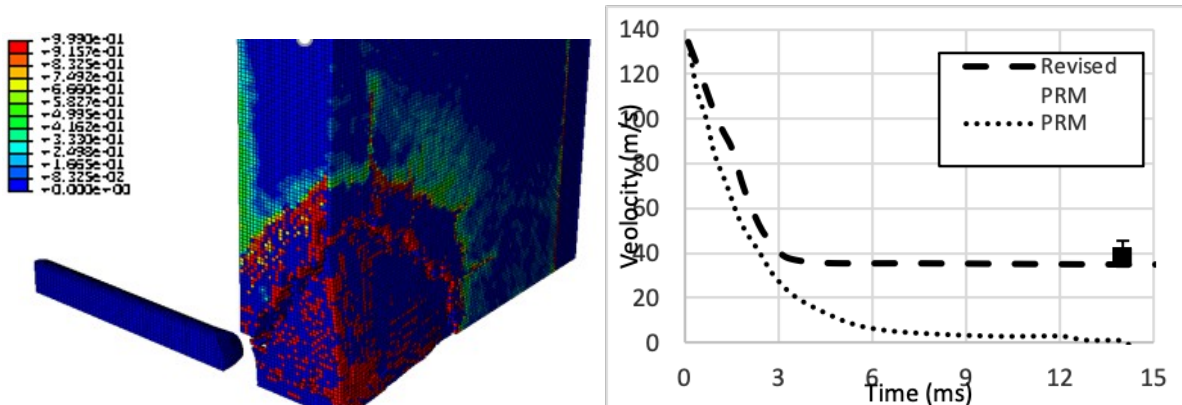 +9.990e-01
+9.157e-01
+8.325e-01
+7.492e-01
+6.660e-01
+5.827e-01
+4.995e-01
+4.162e-01
+3.330e-01
+2.498e-01
+1.665e-01
+8.325e-02
+0.000e+00
140
120
100
80
60
40
20
0
Veolocity (m/s)
Revised
PRM
PRM
0
3
6
9
12
15
Time (ms)